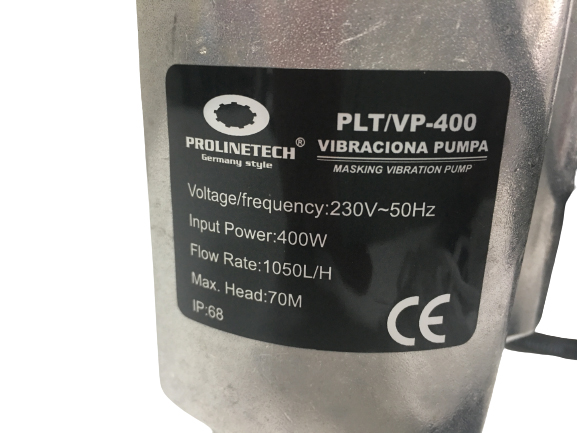 PROLINETECH®
Germany style
PLT/VP-400
VIBRACIONA PUMPA
MASKING VIBRATION PUMP
Voltage/frequency:230V~50Hz
Input Power:400W
Flow Rate:1050L/H
Max. Head:70M
IP:68
CE